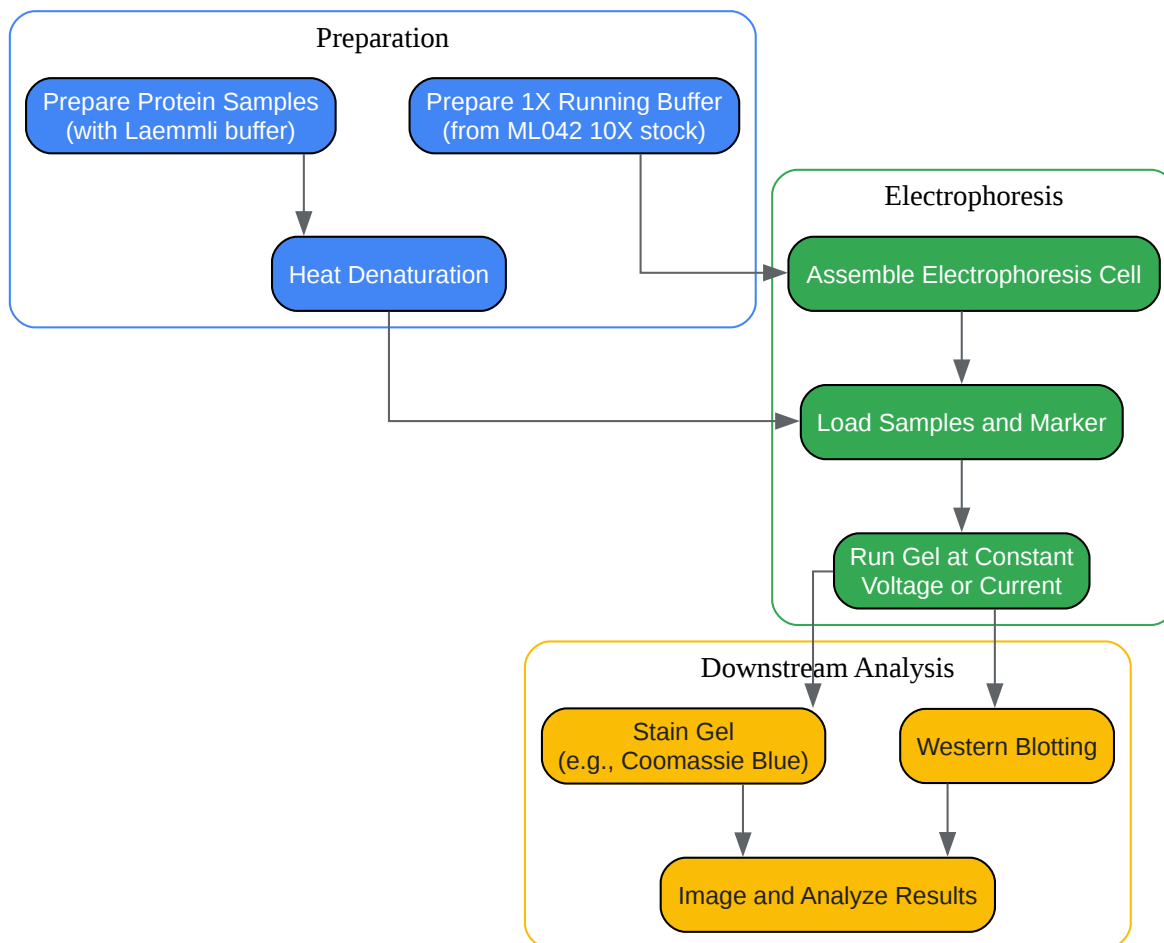 Preparation
Prepare Protein Samples
(with Laemmli buffer)
Prepare 1X Running Buffer
(from ML042 10X stock)
Heat Denaturation
Electrophoresis
Assemble Electrophoresis Cell
Load Samples and Marker
Run Gel at Constant
Voltage or Current
Downstream Analysis
Stain Gel
(e.g., Coomassie Blue)
Western Blotting
Image and Analyze Results